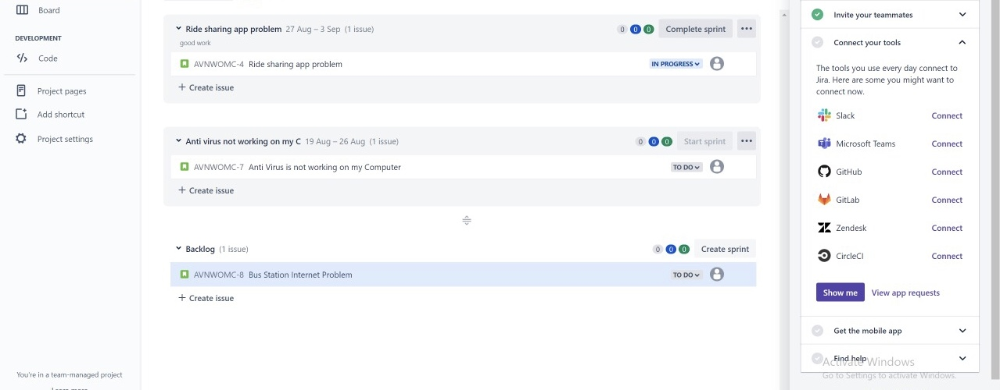 Board
DEVELOPMENT
Code
Project pages
Add shortcut
Project settings
You're in a team-managed project
Learn more
Ride sharing app problem 27 Aug – 3 Sep (1 issue) 0 0 0 Complete sprint
good work
AVNWOMC-4 Ride sharing app problem IN PROGRESS
+ Create issue
Anti virus not working on my C 19 Aug – 26 Aug (1 issue) 0 0 0 Start sprint
AVNWOMC-7 Anti Virus is not working on my Computer TO DO
+ Create issue
Backlog (1 issue) 0 0 0 Create sprint
AVNWOMC-8 Bus Station Internet Problem TO DO
+ Create issue
Invite your teammates
Connect your tools
The tools you use every day connect to
Jira. Here are some you might want to
connect now.
Slack Connect
Microsoft Teams Connect
GitHub Connect
GitLab Connect
Zendesk Connect
CircleCI Connect
Show me View app requests
Get the mobile app
Find help
Activate Windows
Go to Settings to activate Windows.